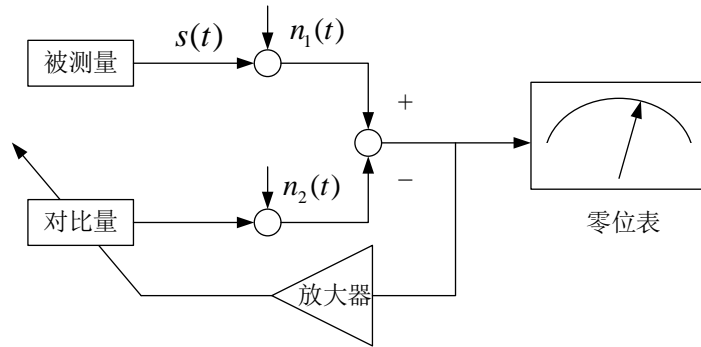 被测量
s(t)
n₁(t)
+
−
对比量
n₂(t)
零位表
放大器